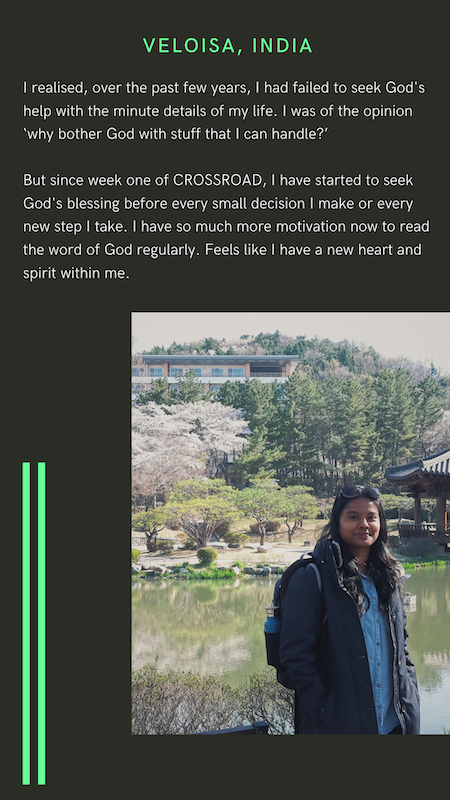 VELOISA, INDIA
I realised, over the past few years, I had failed to seek God's
help with the minute details of my life. I was of the opinion
‘why bother God with stuff that I can handle?’
But since week one of CROSSROAD, I have started to seek
God's blessing before every small decision I make or every
new step I take. I have so much more motivation now to read
the word of God regularly. Feels like I have a new heart and
spirit within me.